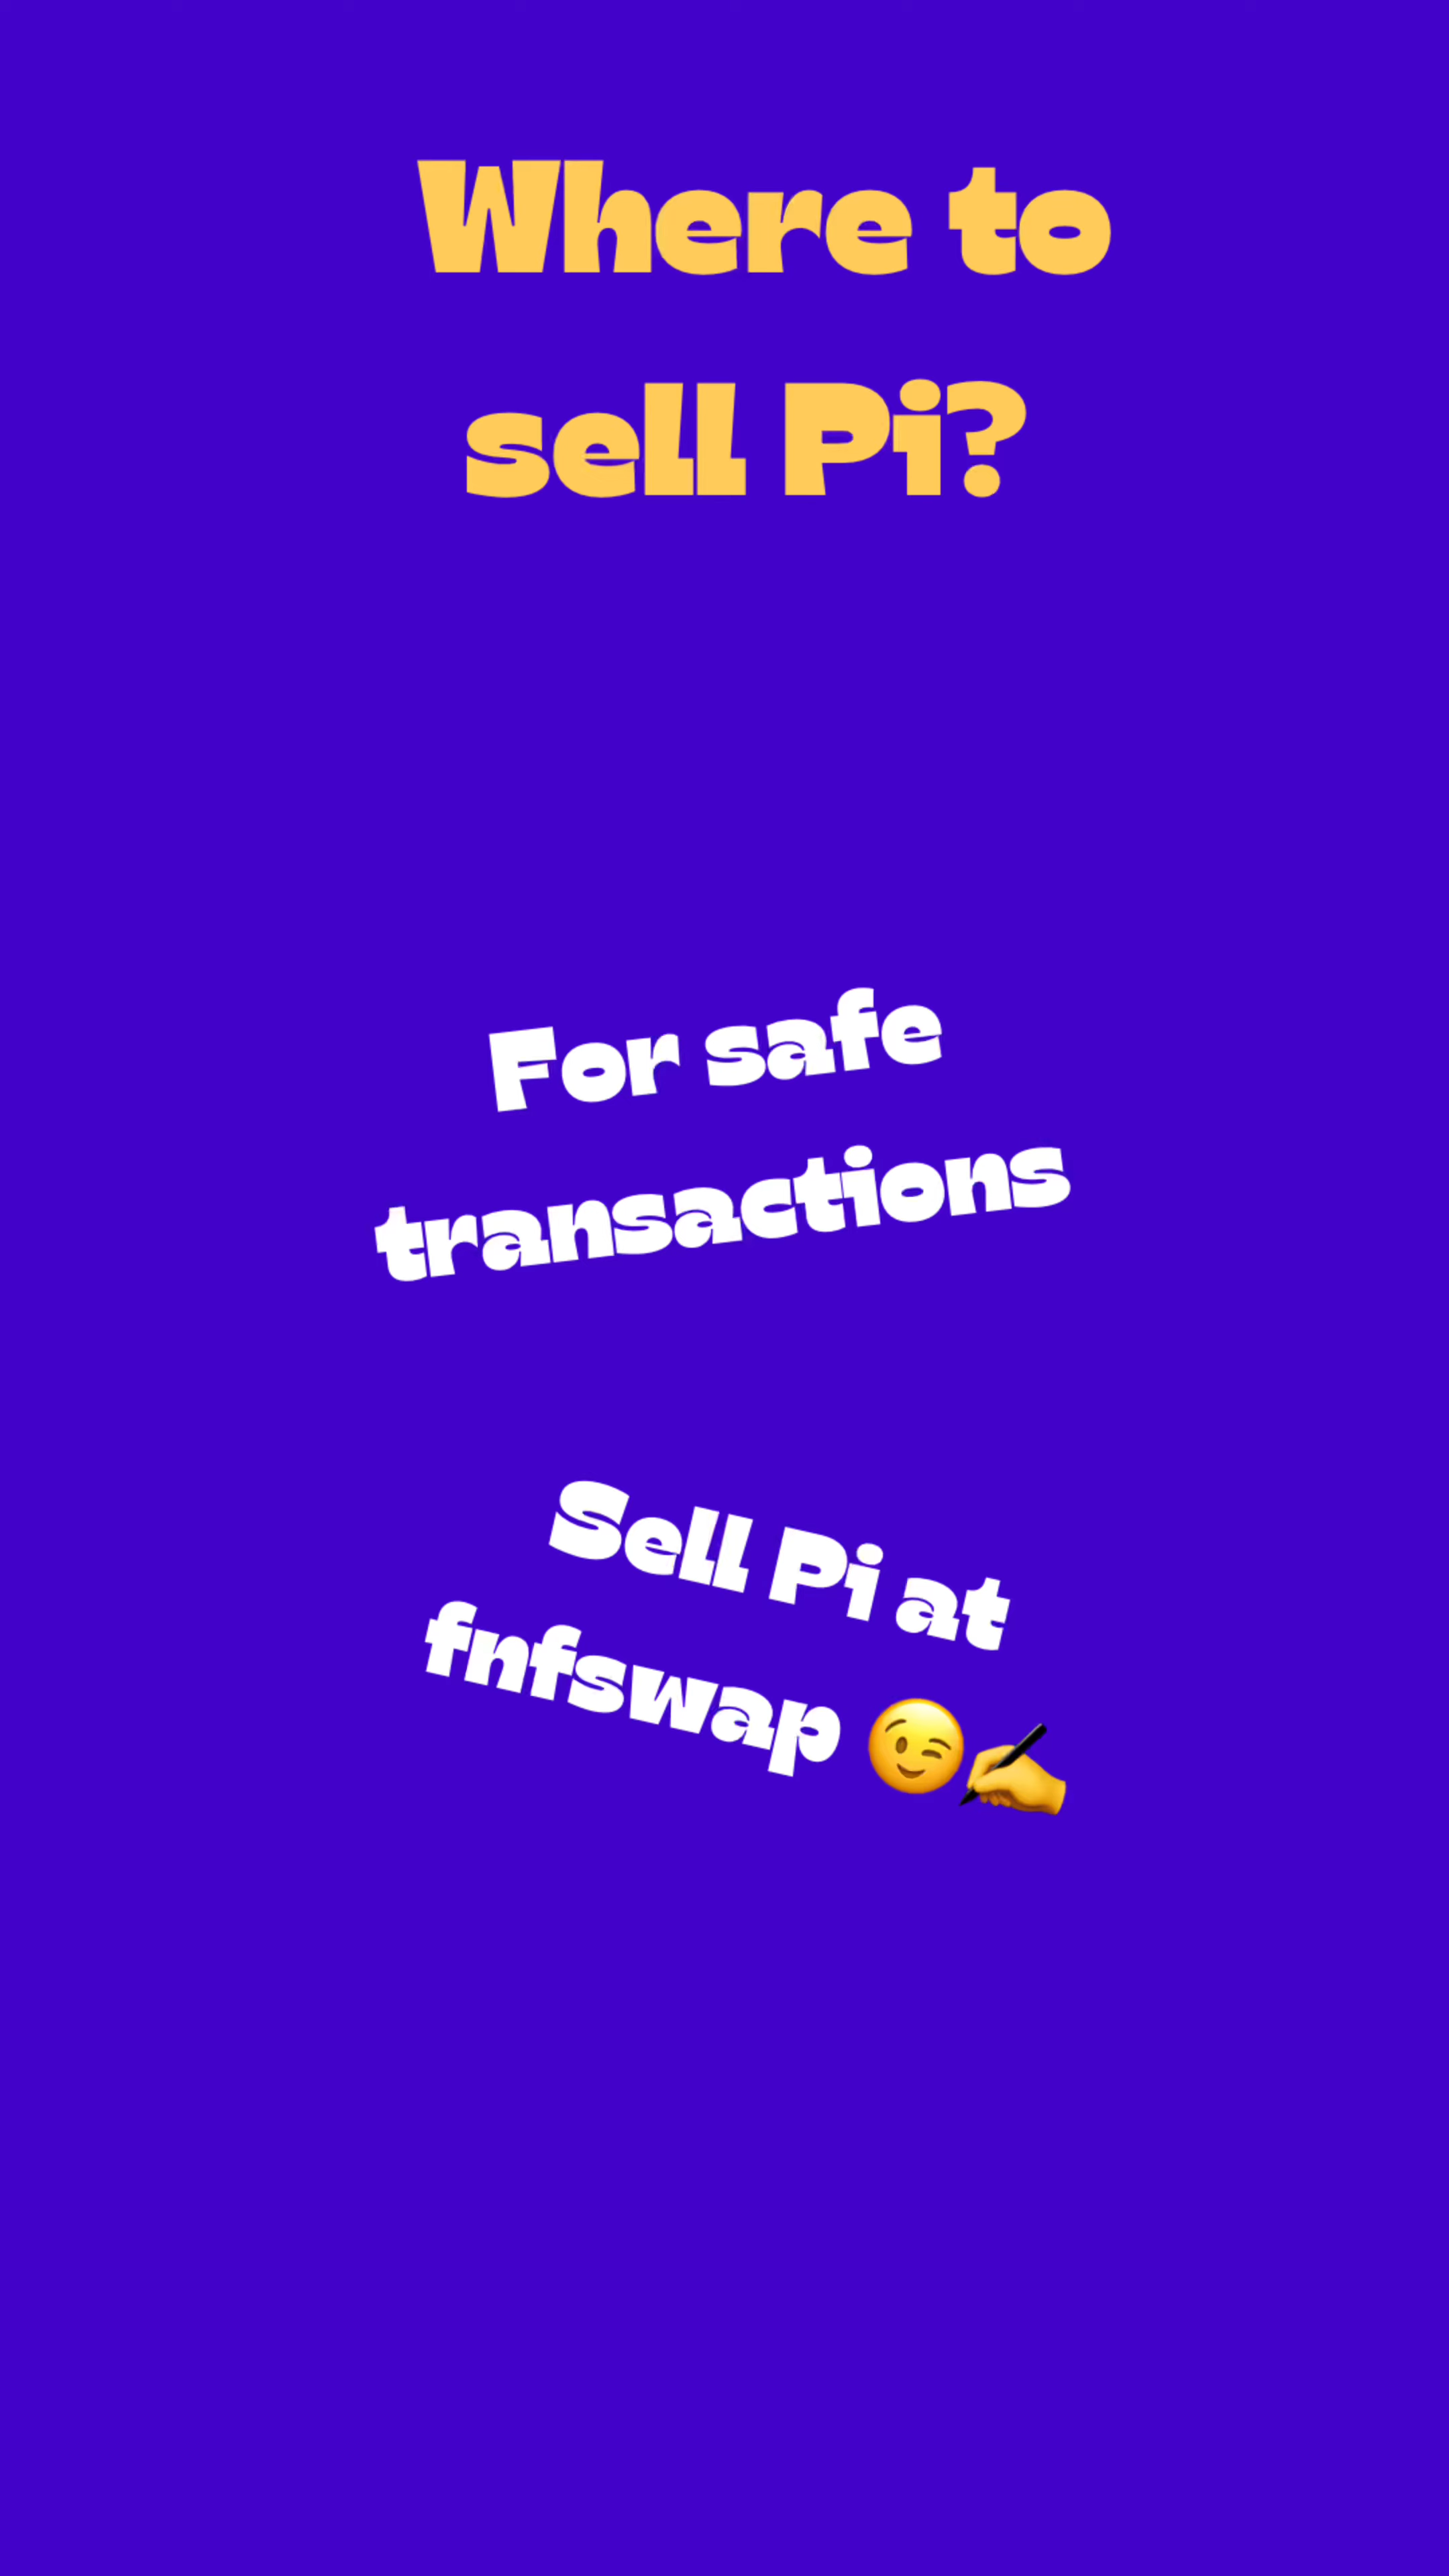 Where to
sell Pi?
For safe
transactions
Sell Pi at
fnfswap 😉✍️